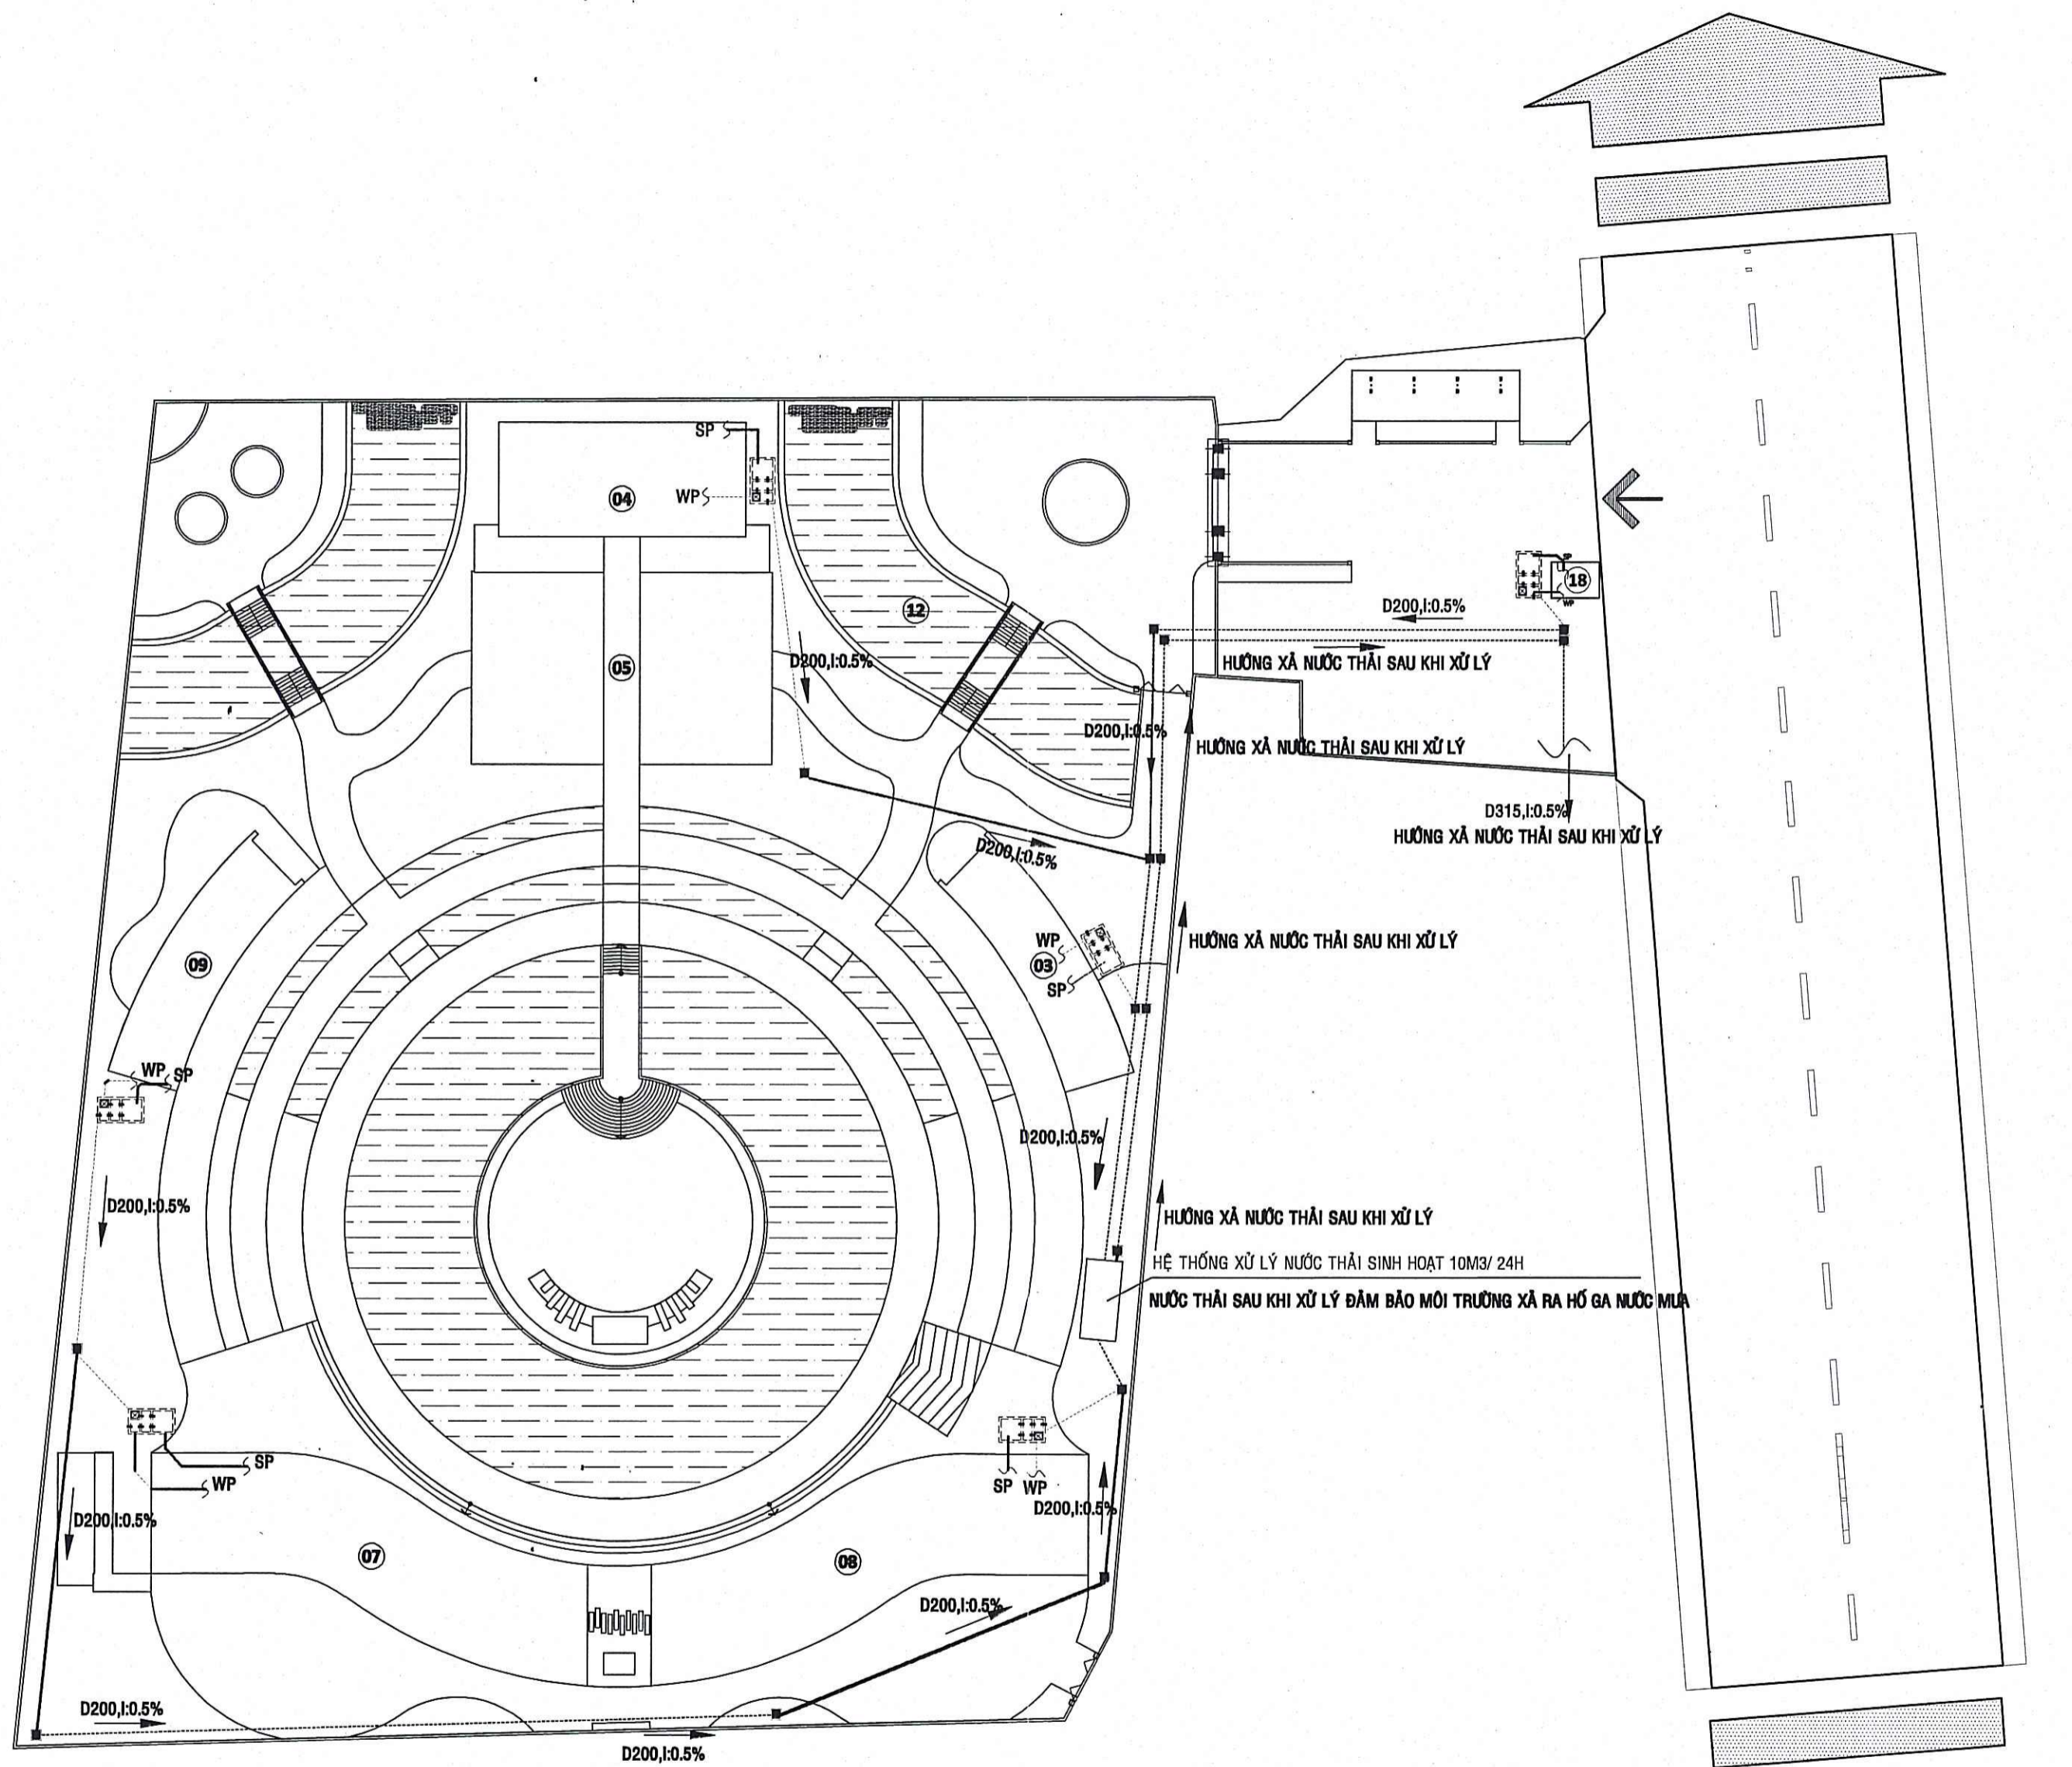 SP
WP
04
12
18
SP
WP
D200,I:0.5%
05
D200,I:0.5%
HƯỚNG XẢ NƯỚC THẢI SAU KHI XỬ LÝ
D200,I:0.5%
HƯỚNG XẢ NƯỚC THẢI SAU KHI XỬ LÝ
D315,I:0.5%
HƯỚNG XẢ NƯỚC THẢI SAU KHI XỬ LÝ
D200,I:0.5%
09
WP
03
SP
HƯỚNG XẢ NƯỚC THẢI SAU KHI XỬ LÝ
WP
SP
D200,I:0.5%
D200,I:0.5%
HƯỚNG XẢ NƯỚC THẢI SAU KHI XỬ LÝ
HỆ THỐNG XỬ LÝ NƯỚC THẢI SINH HOẠT 10M3/ 24H
NƯỚC THẢI SAU KHI XỬ LÝ ĐẢM BẢO MÔI TRƯỜNG XẢ RA HỐ GA NƯỚC MƯA
SP
WP
SP
WP
D200,I:0.5%
D200,I:0.5%
07
08
D200,I:0.5%
D200,I:0.5%
D200,I:0.5%